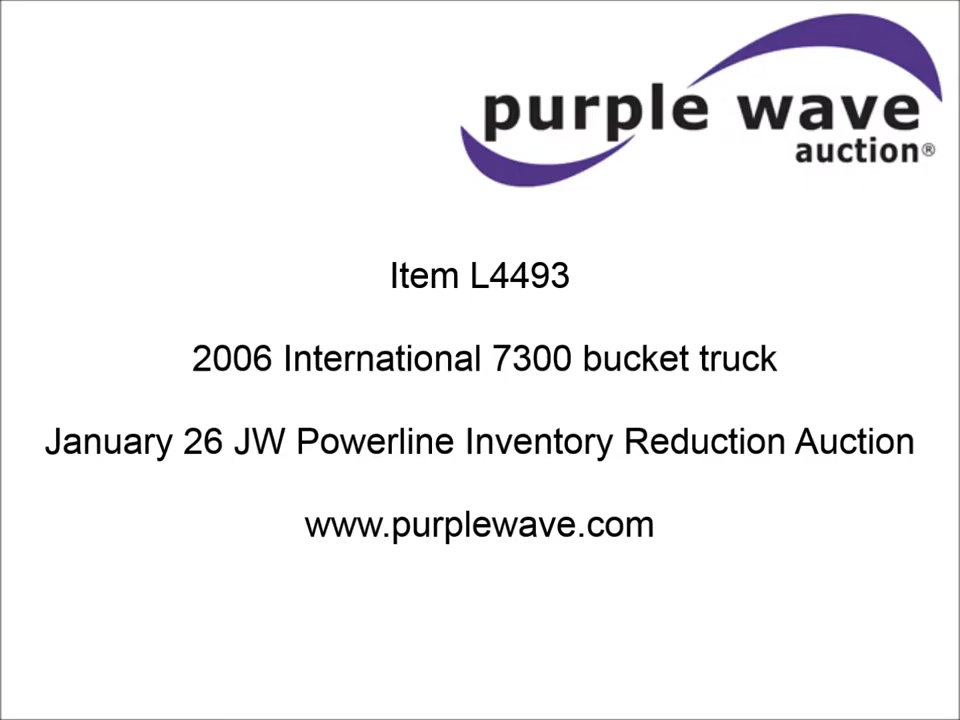 purple wave
auction®
Item L4493
2006 International 7300 bucket truck
January 26 JW Powerline Inventory Reduction Auction
www.purplewave.com